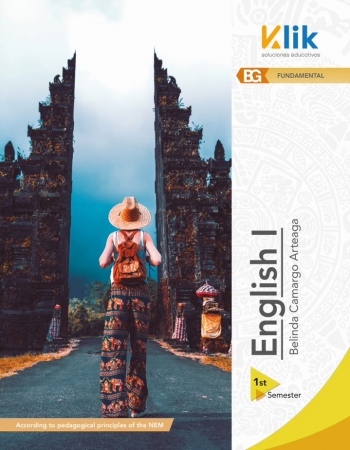 Klik
soluciones educativas
BG FUNDAMENTAL
English I
Belinda Camargo Arteaga
1st
Semester
According to pedagogical principles of the NEM